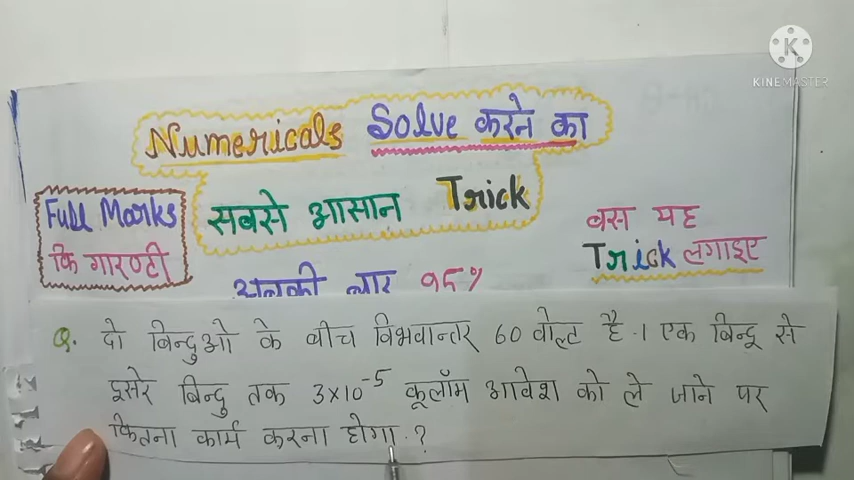 KINEMASTER
Numericals Solve करने का
सबसे आसान Trick
Full Marks
कि गारण्टी
बस यह
Trick लगाइए
Q. दो बिन्दुओ के बीच विभवान्तर 60 वोल्ट है । एक बिन्दू से
दुसरे बिन्दु तक 3×10⁻⁵ कूलॉम आवेश को ले जाने पर
कितना कार्य करना होगा ?